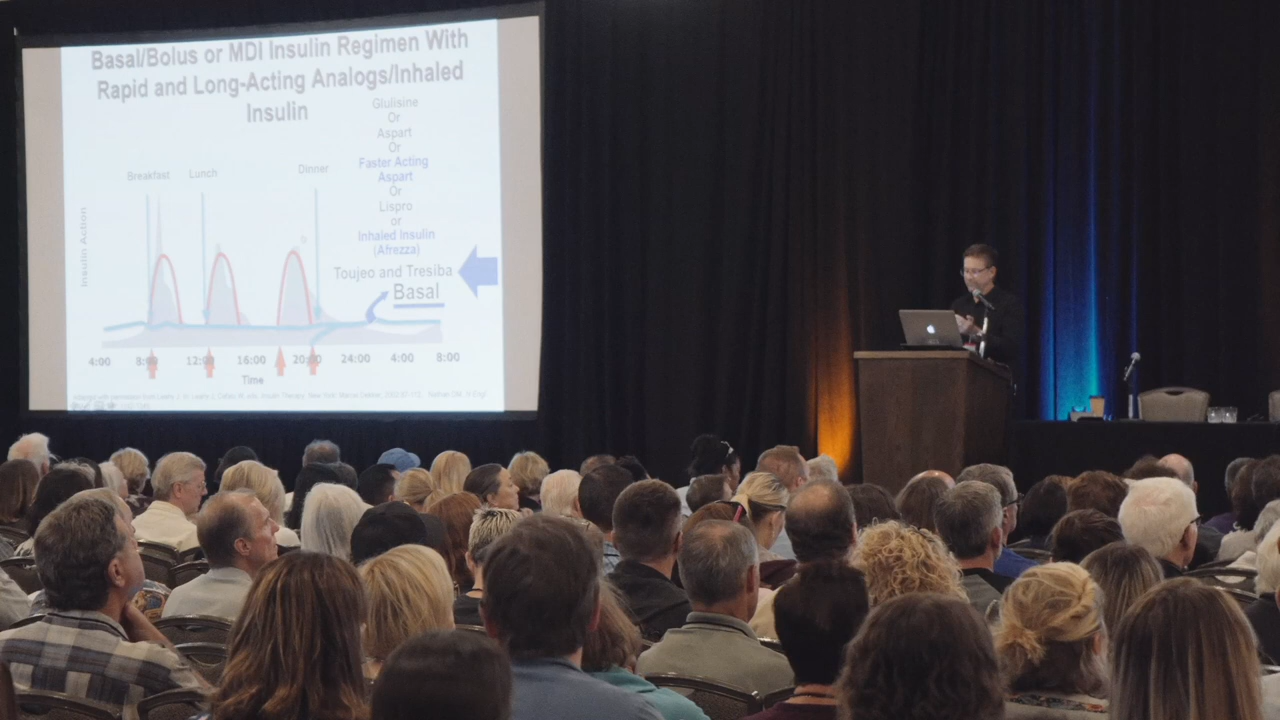 Basal/Bolus or MDI Insulin Regimen With
Rapid and Long-Acting Analogs/Inhaled
Insulin
Glulisine
Or
Aspart
Or
Faster Acting
Aspart
Or
Lispro
or
Inhaled Insulin
(Afrezza)
Toujeo and Tresiba
Basal
Breakfast Lunch Dinner
Insulin Action
4:00 8:00 12:00 16:00 20:00 24:00 4:00 8:00
Time